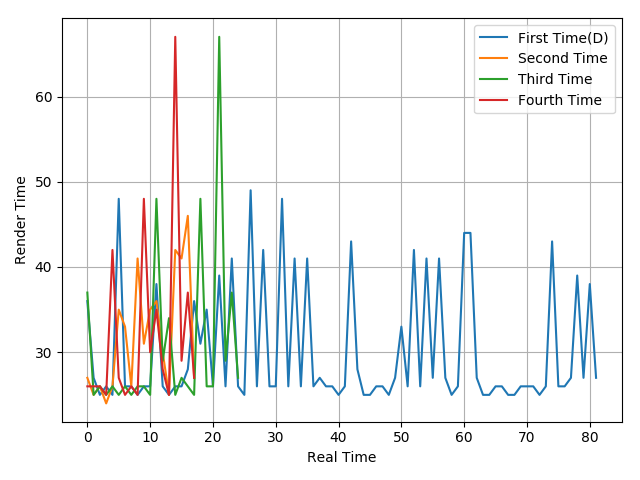 First Time(D)
Second Time
Third Time
Fourth Time
60
50
40
30
Render Time
0 10 20 30 40 50 60 70 80
Real Time